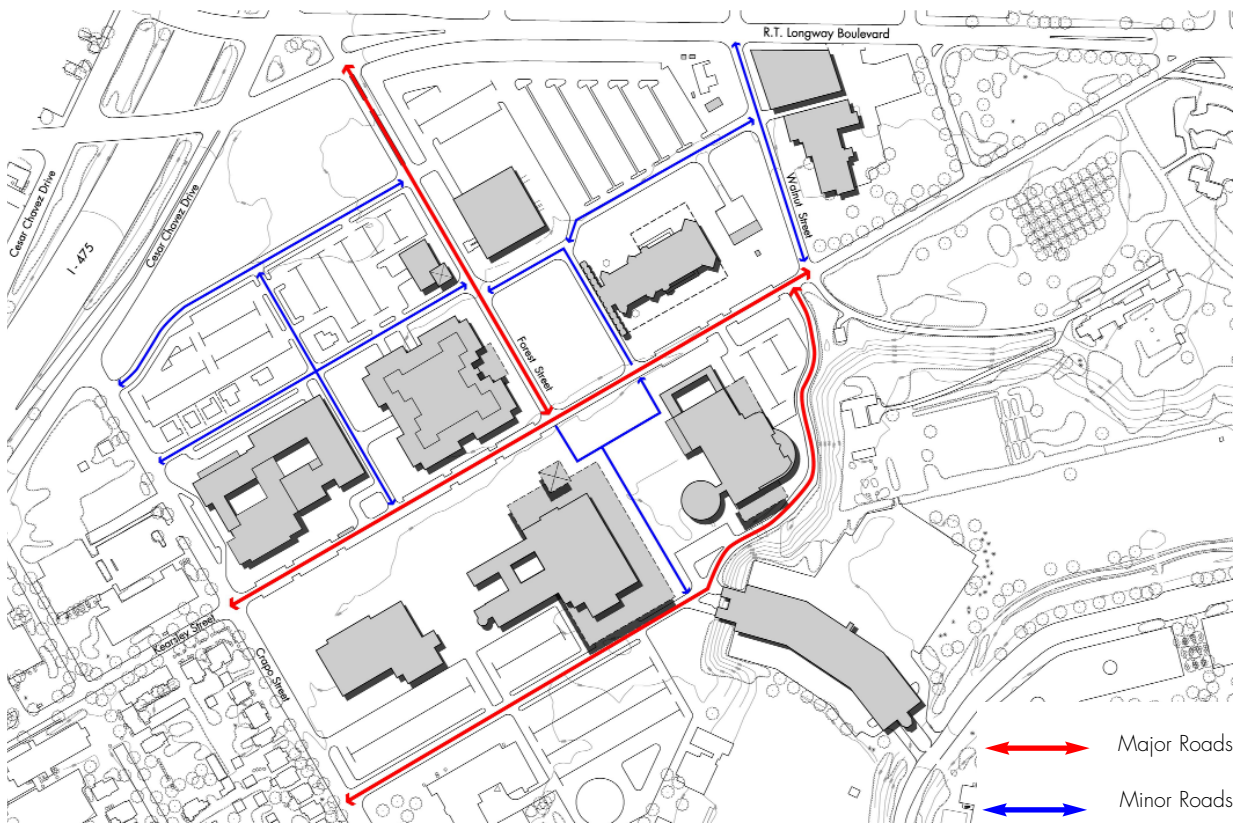 R.T. Longway Boulevard
Cesar Chavez Drive
I - 475
Cesar Chavez Drive
Walnut Street
Forest Street
Kearsley Street
Crapo Street
Major Roads
Minor Roads